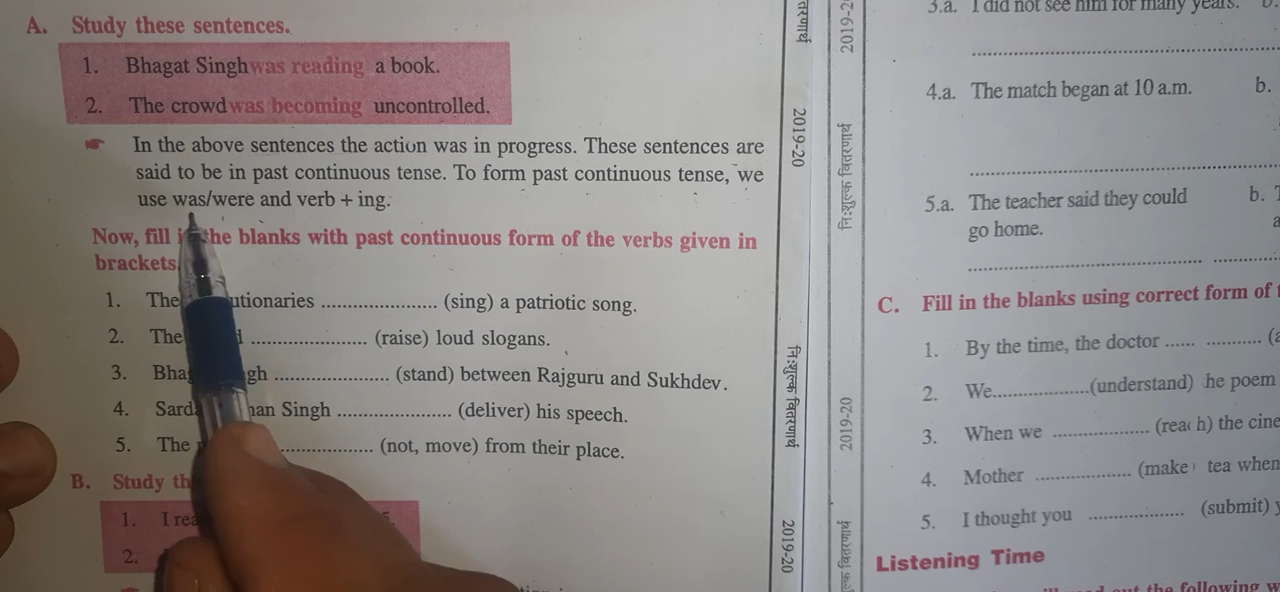 A. Study these sentences.
1. Bhagat Singh was reading a book.
2. The crowd was becoming uncontrolled.
In the above sentences the action was in progress. These sentences are
said to be in past continuous tense. To form past continuous tense, we
use was/were and verb + ing.
Now, fill the blanks with past continuous form of the verbs given in
brackets.
1. The utionaries .................... (sing) a patriotic song.
2. The .................... (raise) loud slogans.
3. Bha gh .................... (stand) between Rajguru and Sukhdev.
4. Sard an Singh .................... (deliver) his speech.
5. The .................... (not, move) from their place.
B. Study th
1. I rea
2.
नि:शुल्क वितरणार्थ
2019-20
2019-20
वितरणार्थ
2019-20
नि:शुल्क वितरणार्थ
2019-20
3.a. I did not see him for many years. b.
4.a. The match began at 10 a.m. b.
5.a. The teacher said they could b.
go home.
C. Fill in the blanks using correct form of
1. By the time, the doctor ...... ...........
2. We.................(understand) he poem
3. When we ................. (reach) the cine
4. Mother ................. (make tea when
5. I thought you ................. (submit) y
Listening Time
out the following w